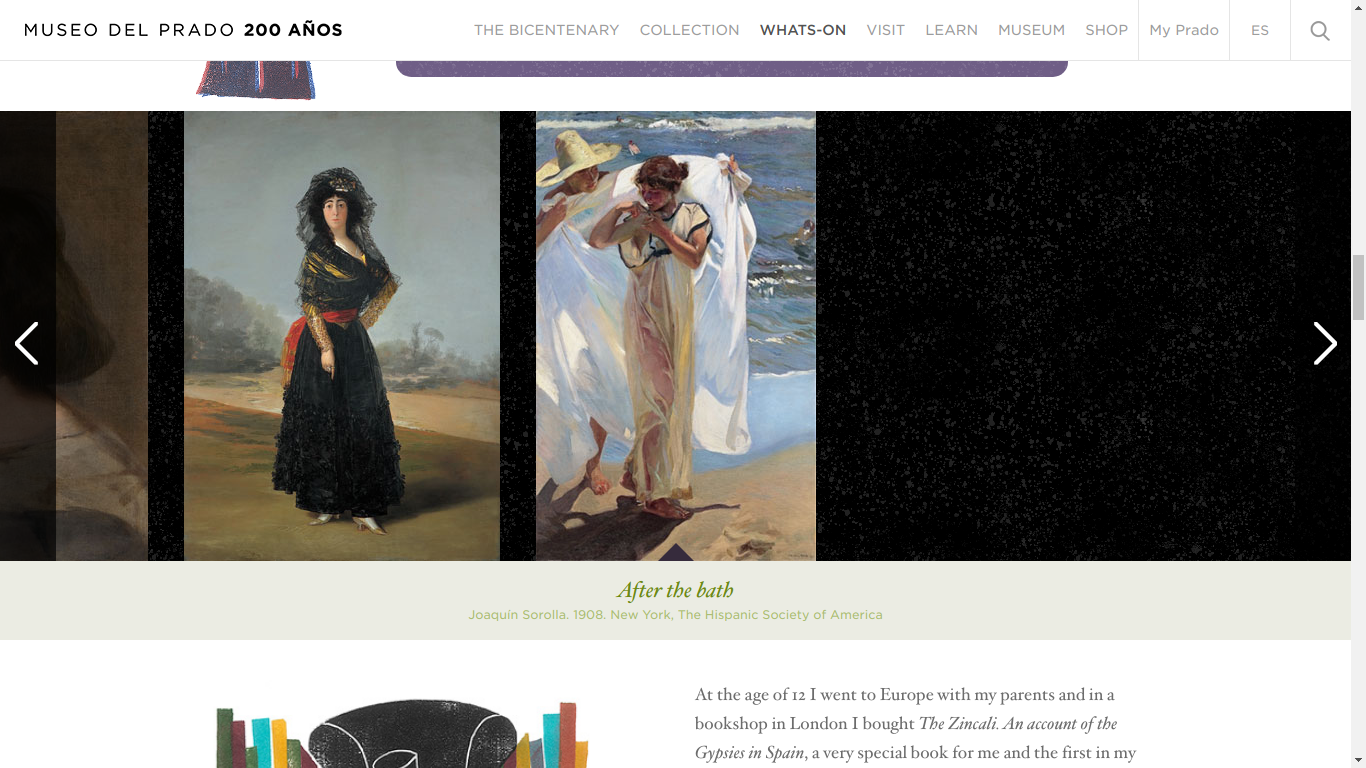 MUSEO DEL PRADO 200 AÑOS
THE BICENTENARY COLLECTION WHATS-ON VISIT LEARN MUSEUM SHOP My Prado ES
After the bath
Joaquín Sorolla. 1908. New York, The Hispanic Society of America
At the age of 12 I went to Europe with my parents and in a
bookshop in London I bought The Zincali. An account of the
Gypsies in Spain, a very special book for me and the first in my